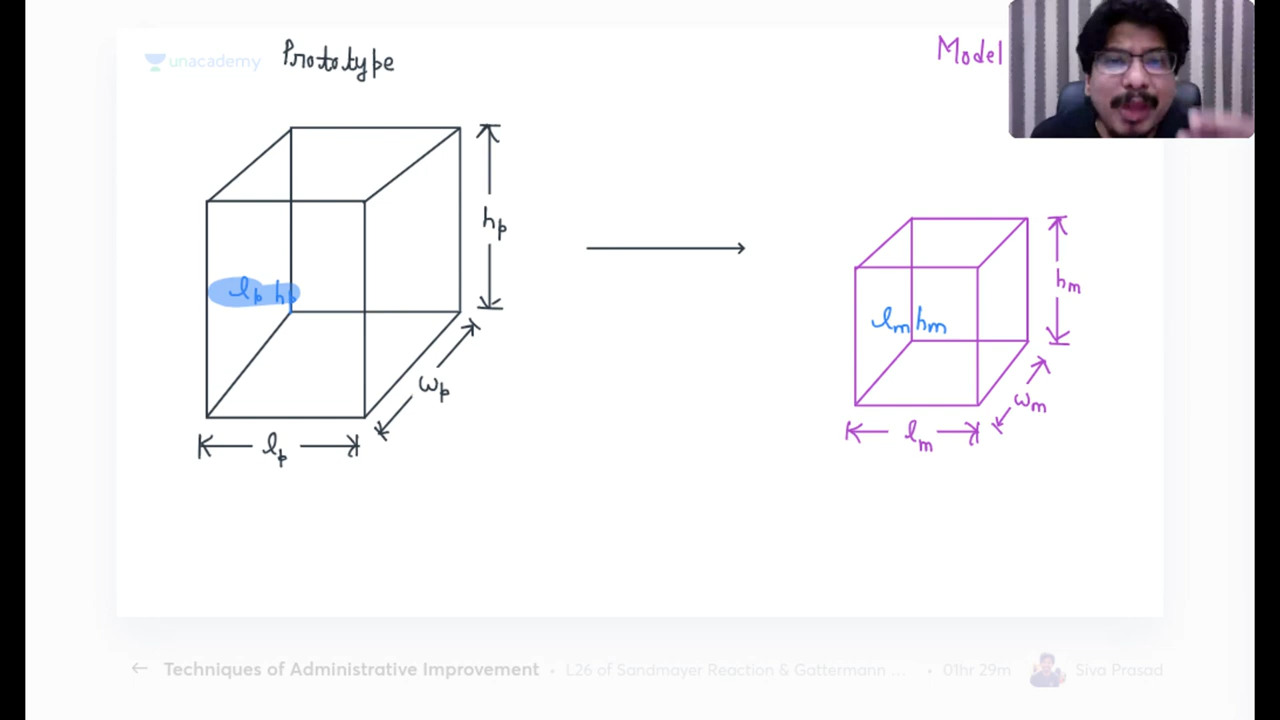 unacademy
Prototype
Model
hp
lp hp
hm
lm hm
wp
wm
lp
lm
← Techniques of Administrative Improvement • L26 of Sandmayer Reaction & Gattermann ... • 01hr 29m Siva Prasad